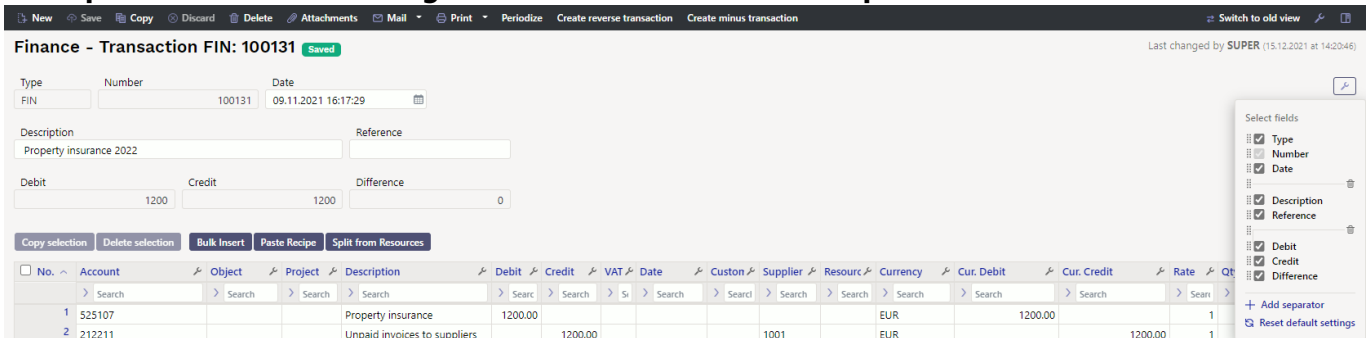 New Save Copy Discard Delete Attachments Mail Print Periodize Create reverse transaction Create minus transaction Switch to old view
Finance - Transaction FIN: 100131 Saved Last changed by SUPER (15.12.2021 at 14:20:46)
Type Number Date
FIN 100131 09.11.2021 16:17:29
Select fields
Type
Number
Date
Description
Reference
Debit
Credit
Difference
Add separator
Reset default settings
Description Reference
Property insurance 2022
Debit Credit Difference
1200 1200 0
Copy selection Delete selection Bulk Insert Paste Recipe Split from Resources
No. Account Object Project Description Debit Credit VAT Date Custon Supplier Resourc Currency Cur. Debit Cur. Credit Rate Qt
Search Search Search Search Searc Search Se Search Searcl Search Search Search Search Search Searc
1 525107 Property insurance 1200.00 EUR 1200.00 1
2 212211 Unpaid invoices to suppliers 1200.00 1001 EUR 1200.00 1